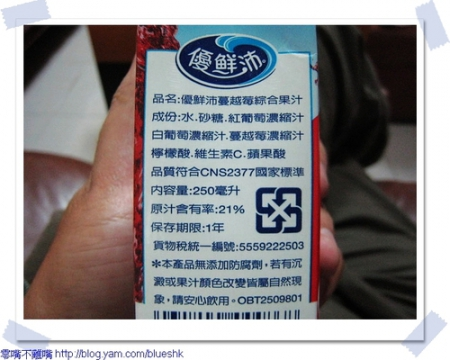 優鮮沛
品名:優鮮沛蔓越莓綜合果汁
成份:水.砂糖.紅葡萄濃縮汁
白葡萄濃縮汁.蔓越莓濃縮汁
檸檬酸.維生素C.蘋果酸
品質符合CNS2377國家標準
內容量:250毫升
原汁含有率:21%
保存期限:1年
貨物稅統一編號:5559222503
＊本產品無添加防腐劑,若有沉
澱或果汁顏色改變皆屬自然現
象,請安心飲用。OBT2509801
零嘴不離嘴 http://blog.yam.com/blueshk